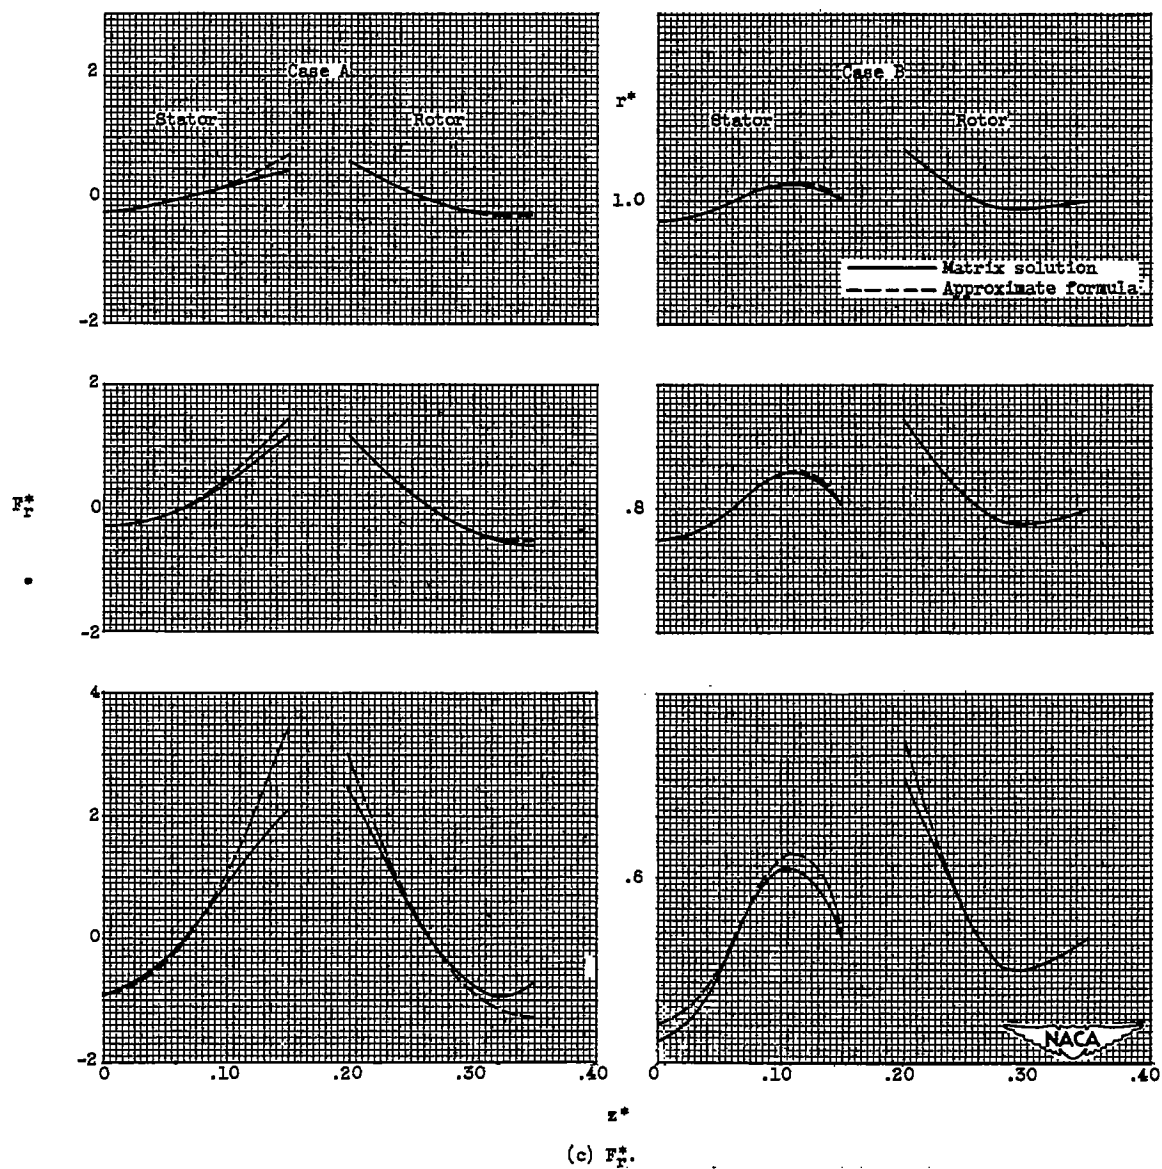 2
Case A
Case B
r*
Stator
Rotor
Stator
Rotor
0
1.0
Matrix solution
Approximate formula
-2
2
F*r
0
.8
-2
4
2
.6
0
NACA
-2
0
.10
.20
.30
.40
0
.10
.20
.30
.40
z*
(c) F*r.